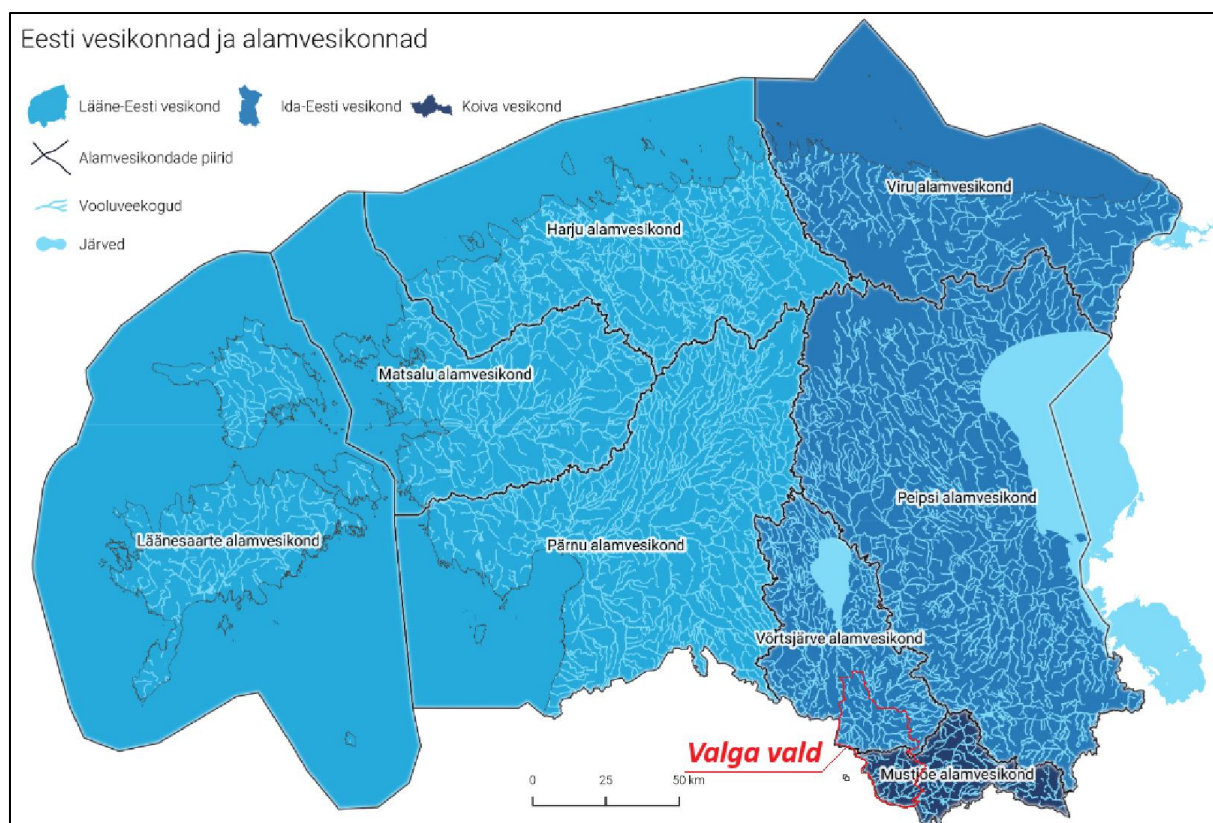 Eesti vesikonnad ja alamvesikonnad
Lääne-Eesti vesikond
Ida-Eesti vesikond
Koiva vesikond
Alamvesikondade piirid
Vooluveekogud
Järved
Viru alamvesikond
Harju alamvesikond
Matsalu alamvesikond
Peipsi alamvesikond
Läänesaarte alamvesikond
Pärnu alamvesikond
Võrtsjärve alamvesikond
Valga vald
Mustjõe alamvesikond
0 25 50 km